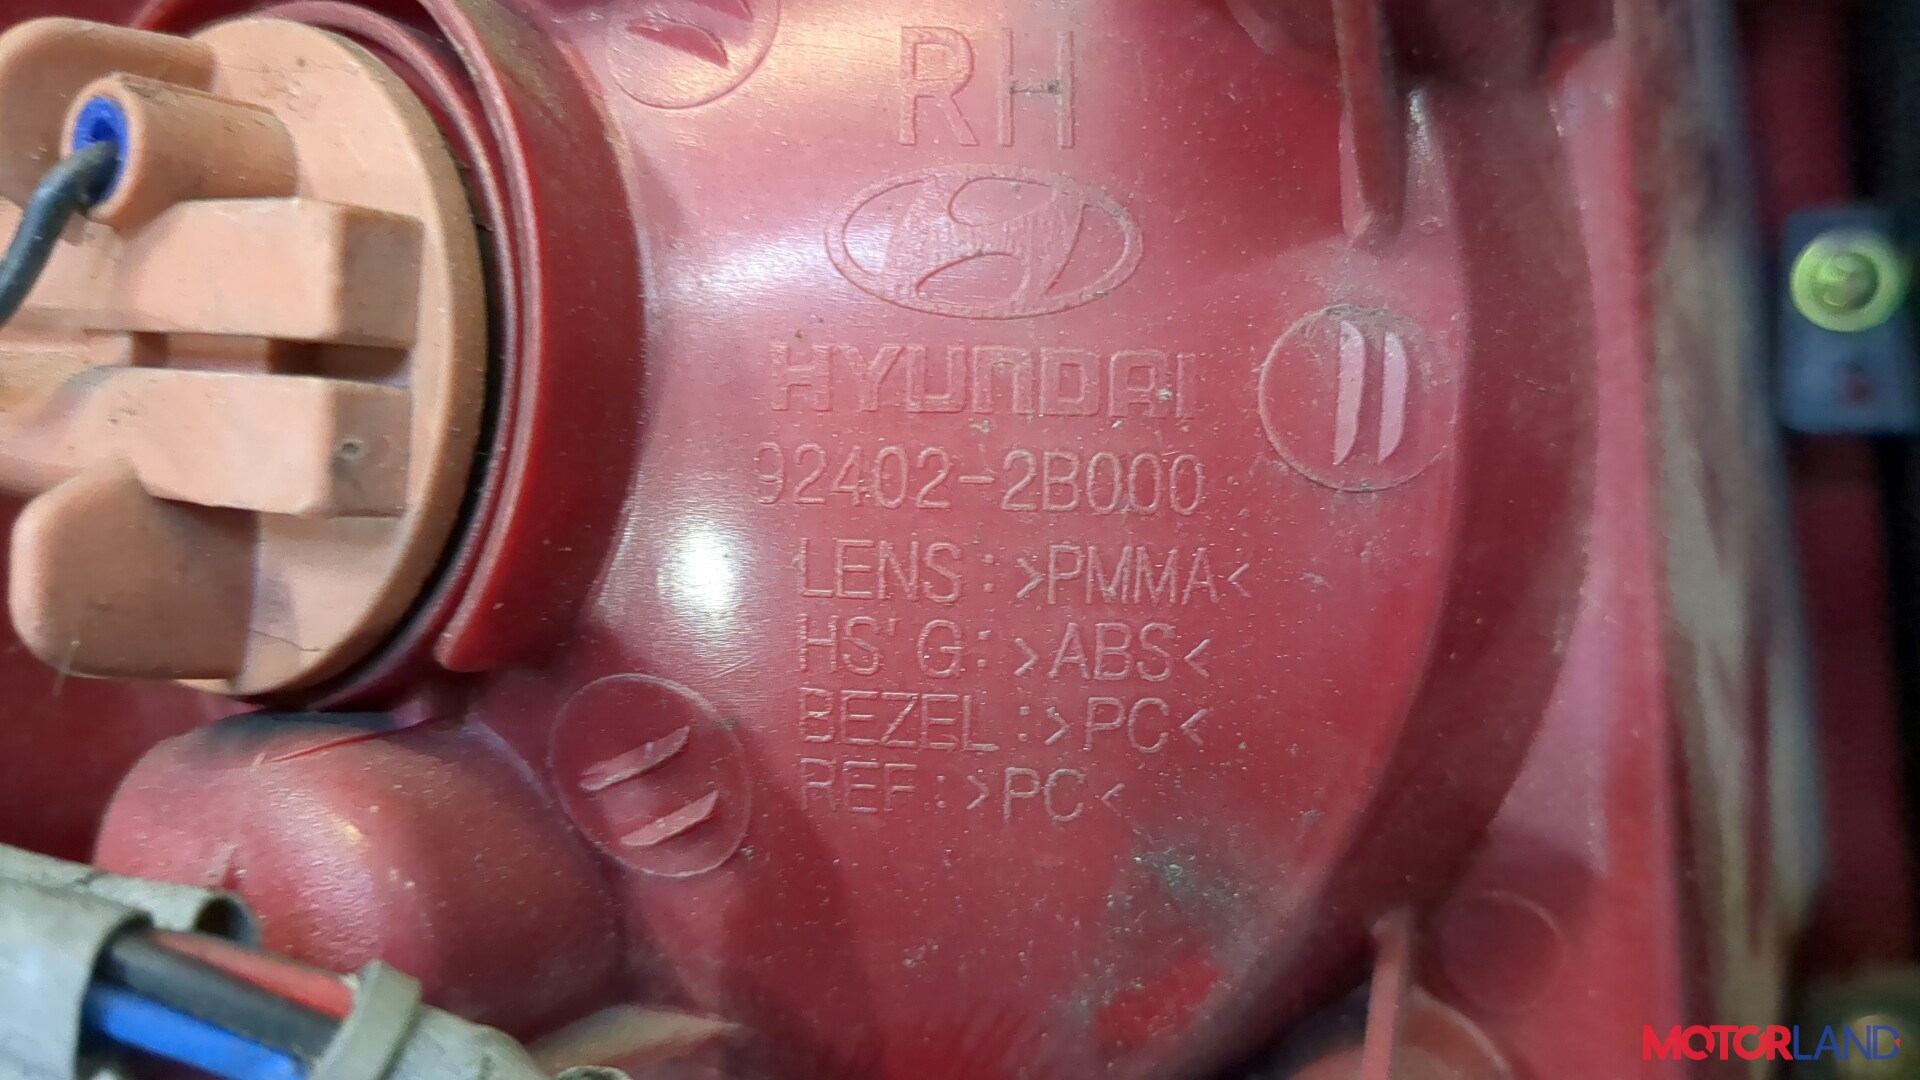 RH
HYUNDAI
92402-2B000
LENS:>PMMA<
HS'G:>ABS<
BEZEL:>PC<
REF:>PC<
MOTORLAND